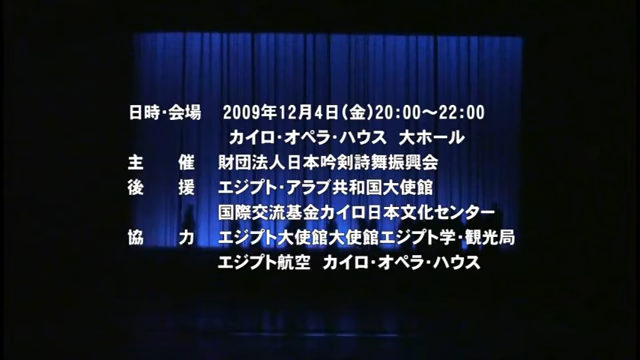 日時・会場 2009年12月4日(金)20:00～22:00
カイロ・オペラ・ハウス 大ホール
主 催 財団法人日本吟剣詩舞振興会
後 援 エジプト・アラブ共和国大使館
国際交流基金カイロ日本文化センター
協 力 エジプト大使館大使館エジプト学・観光局
エジプト航空 カイロ・オペラ・ハウス